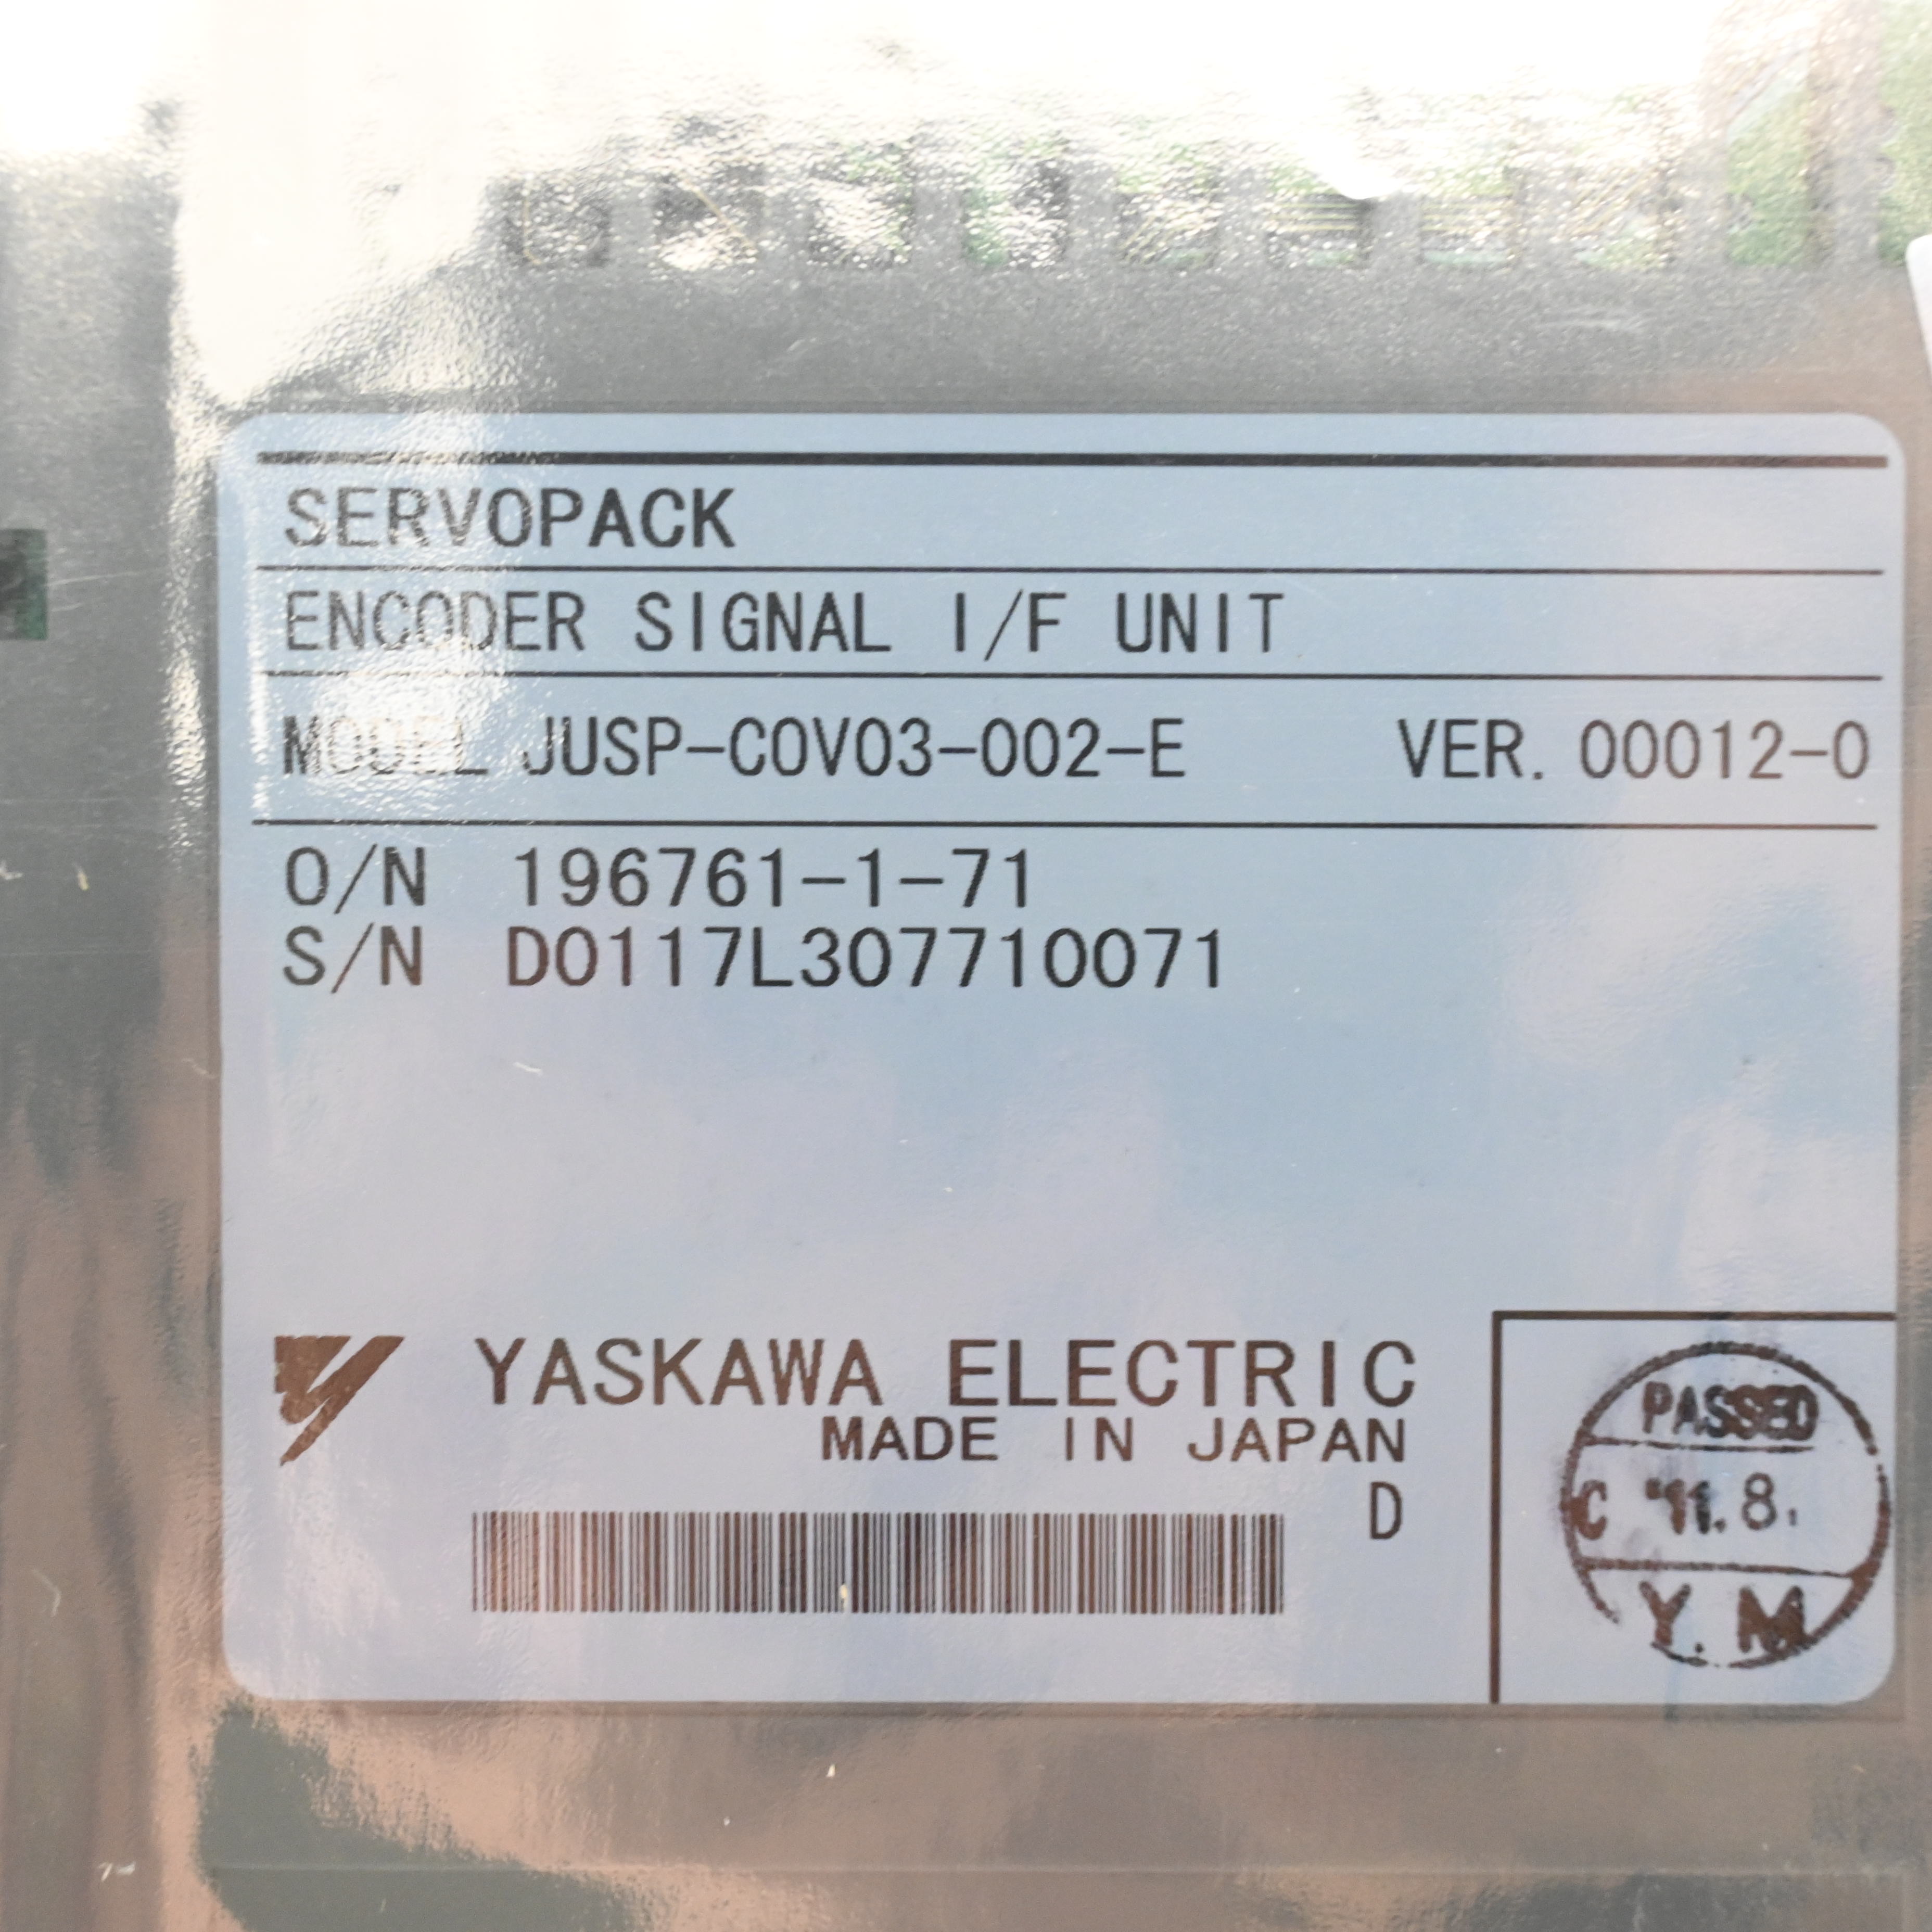 SERVOPACK
ENCODER SIGNAL I/F UNIT
MODEL JUSP-COV03-002-E VER. 00012-0
O/N 196761-1-71
S/N D0117L307710071
YASKAWA ELECTRIC
MADE IN JAPAN
D
PASSED
C '11.8.
Y.M